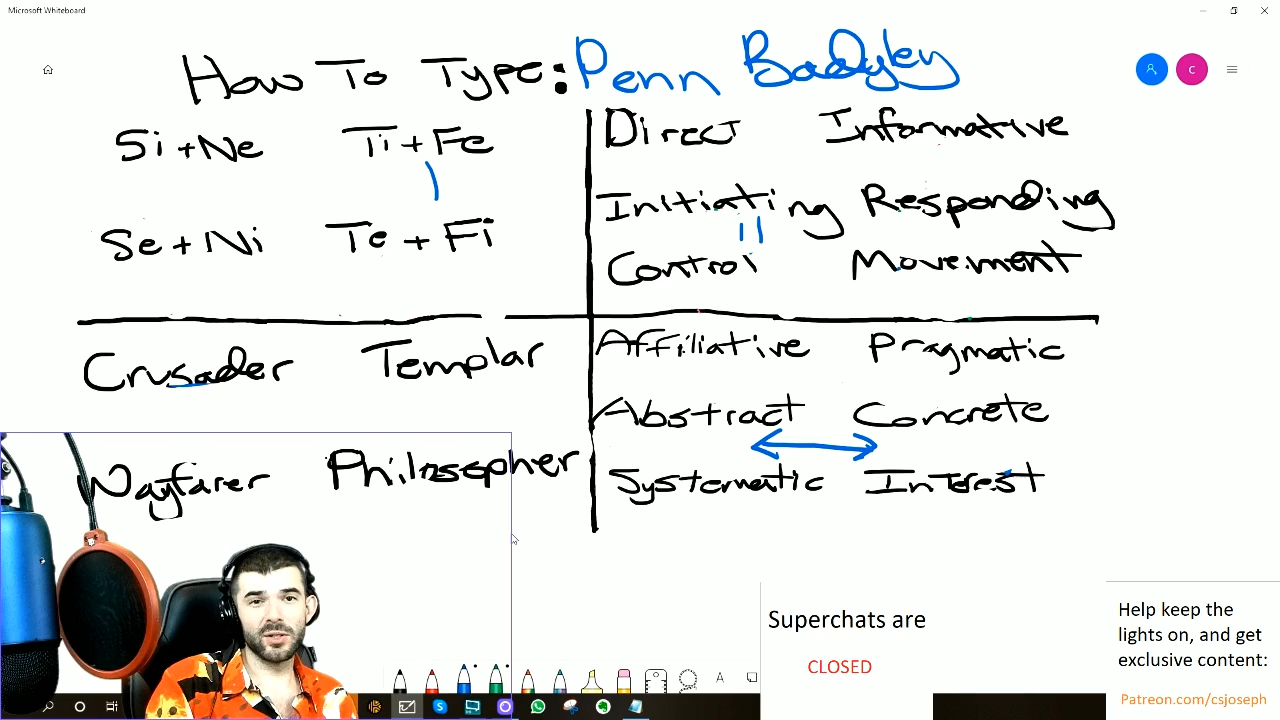 Microsoft Whiteboard
How To Type: Penn Badgley
Si + Ne Ti + Fe
Se + Ni Te + Fi
Direct Informative
Initiating Responding
Control Movement
Crusader Templar
Wayfarer Philosopher
Affiliative Pragmatic
Abstract Concrete
Systematic Interest
C
A
Superchats are
CLOSED
Help keep the
lights on, and get
exclusive content:
Patreon.com/csjoseph